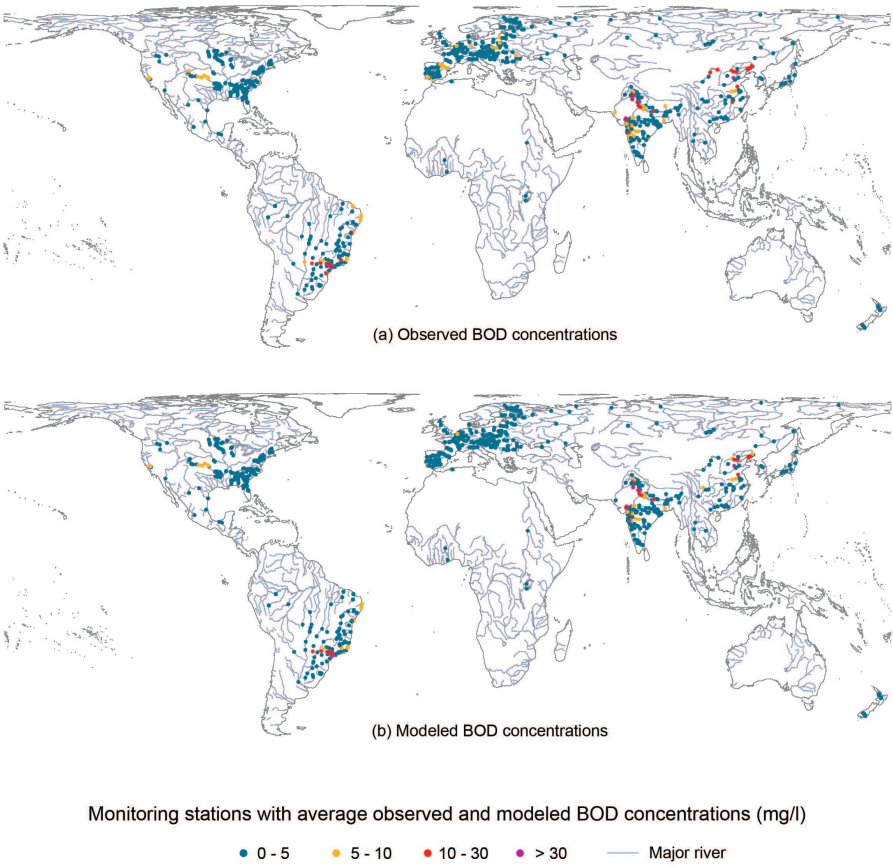 (a) Observed BOD concentrations
(b) Modeled BOD concentrations
Monitoring stations with average observed and modeled BOD concentrations (mg/l)
0 - 5 5 - 10 10 - 30 > 30 Major river